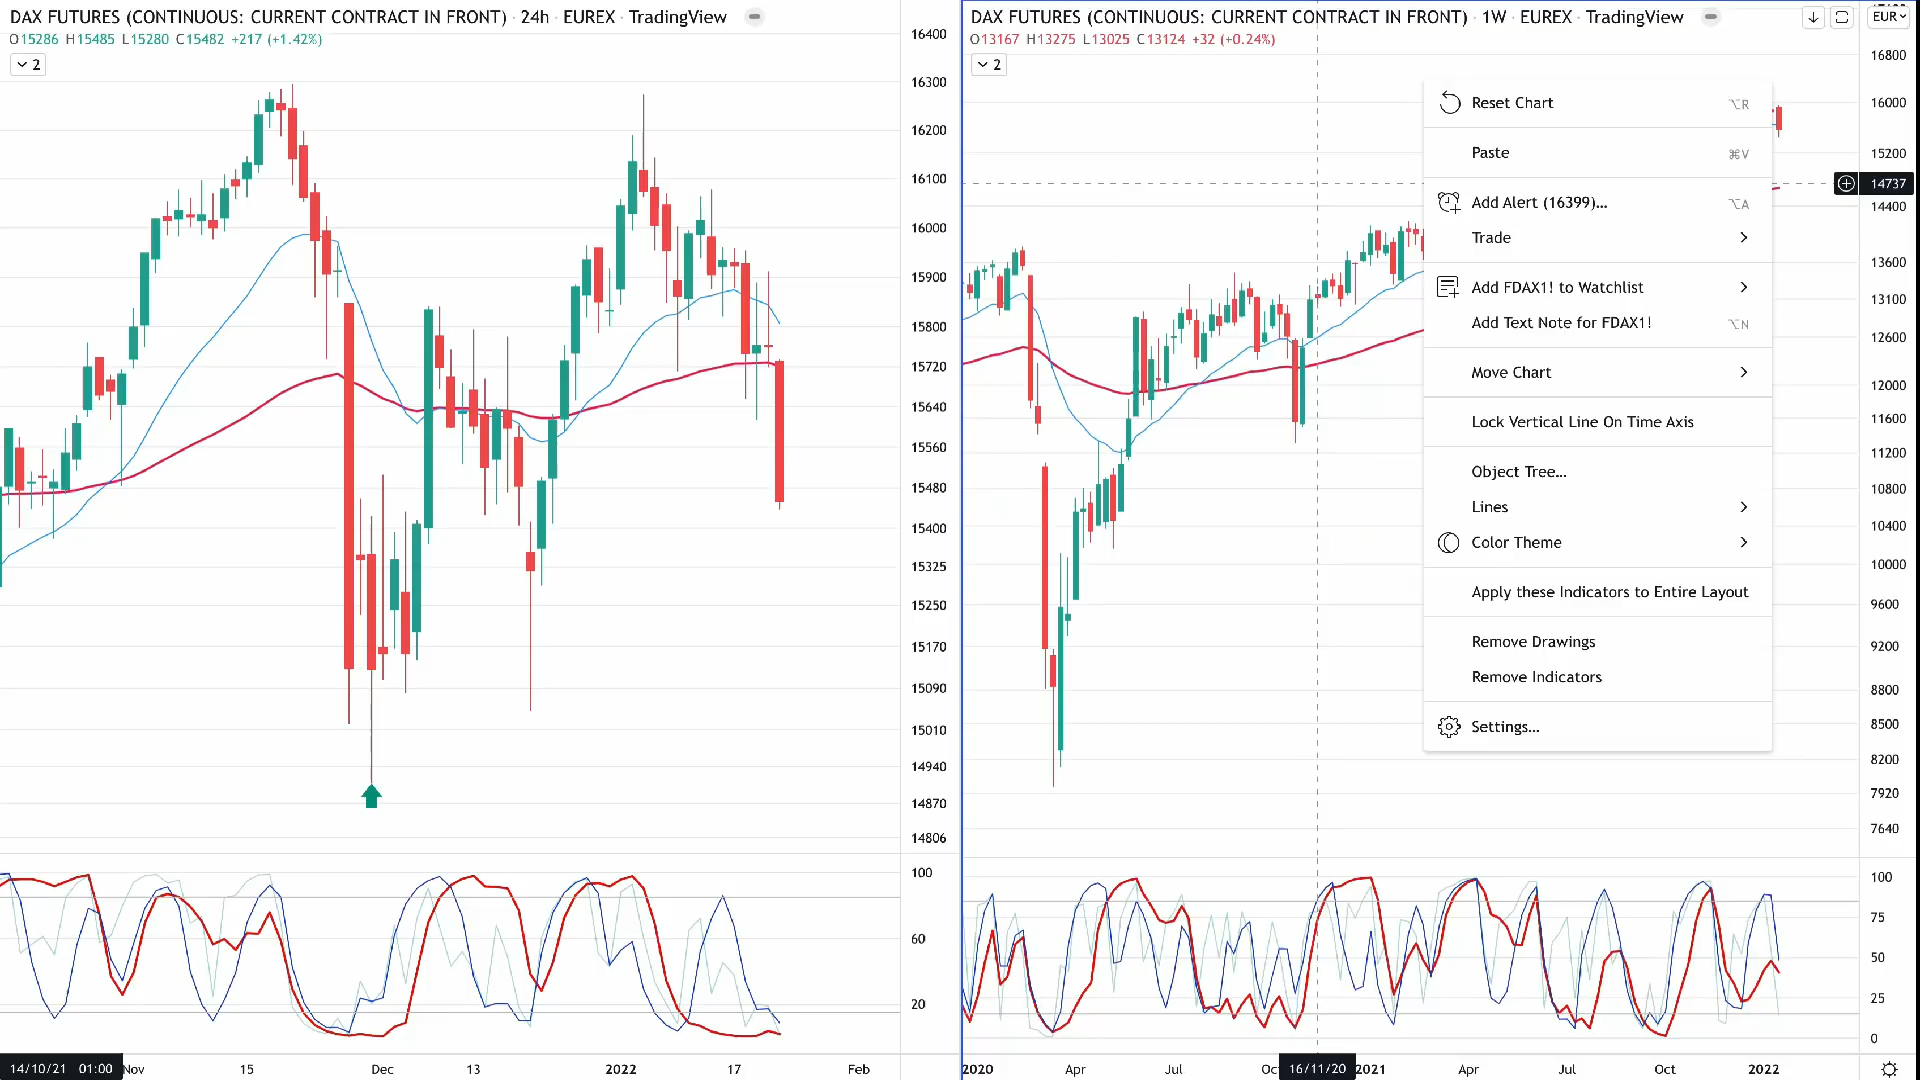 DAX FUTURES (CONTINUOUS: CURRENT CONTRACT IN FRONT) · 24h · EUREX · TradingView
O15286 H15485 L15280 C15482 +217 (+1.42%)
2
16400
16300
16200
16100
16000
15900
15800
15720
15640
15560
15480
15400
15325
15250
15170
15090
15010
14940
14870
14806
100
60
20
14/10/21 01:00
Nov
15
Dec
13
2022
17
Feb
DAX FUTURES (CONTINUOUS: CURRENT CONTRACT IN FRONT) · 1W · EUREX · TradingView
EUR
O13167 H13275 L13025 C13124 +32 (+0.24%)
2
Reset Chart ⌥R
Paste ⌘V
Add Alert (16399)... ⌥A
Trade
Add FDAX1! to Watchlist
Add Text Note for FDAX1! ⌥N
Move Chart
Lock Vertical Line On Time Axis
Object Tree...
Lines
Color Theme
Apply these Indicators to Entire Layout
Remove Drawings
Remove Indicators
Settings...
16800
16000
15200
14737
14400
13600
13100
12600
12000
11600
11200
10800
10400
10000
9600
9200
8800
8500
8200
7920
7640
100
75
50
25
0
2020
Apr
Jul
16/11/20
2021
Apr
Jul
Oct
2022